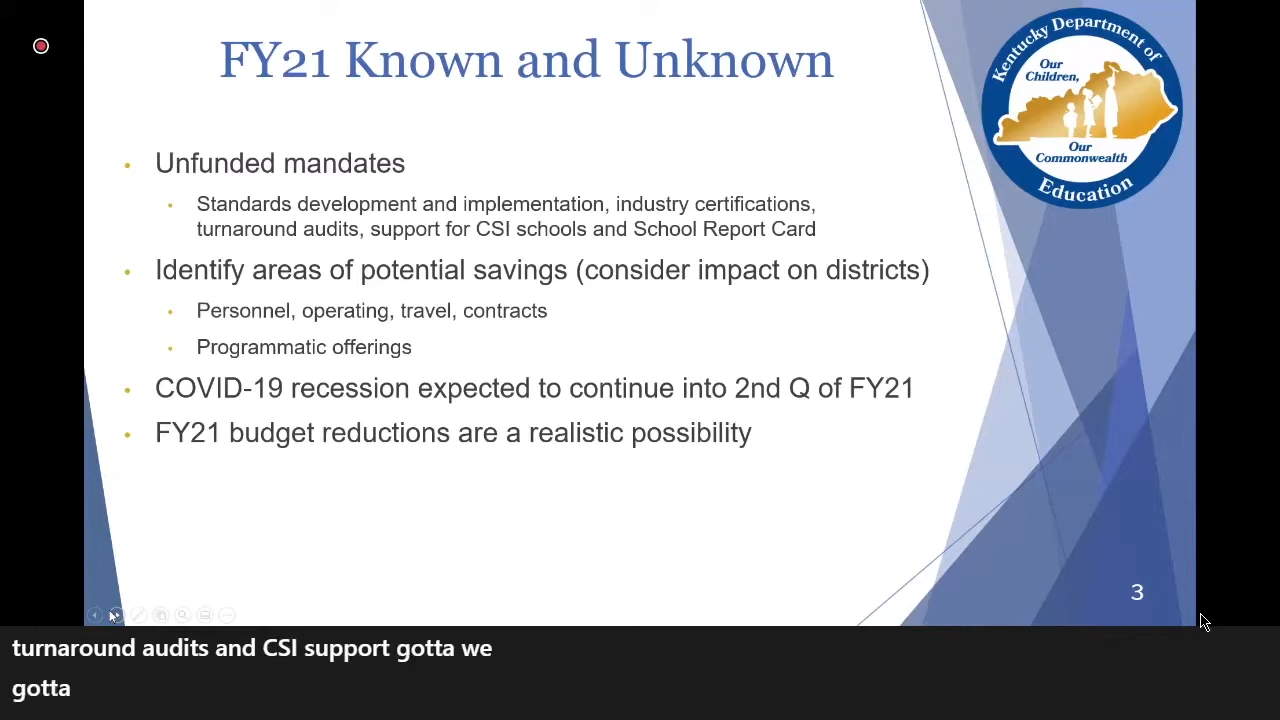 FY21 Known and Unknown
Kentucky Department of
Our
Children,
Our
Commonwealth
Education
• Unfunded mandates
• Standards development and implementation, industry certifications,
turnaround audits, support for CSI schools and School Report Card
• Identify areas of potential savings (consider impact on districts)
• Personnel, operating, travel, contracts
• Programmatic offerings
• COVID-19 recession expected to continue into 2nd Q of FY21
• FY21 budget reductions are a realistic possibility
3
turnaround audits and CSI support gotta we
gotta